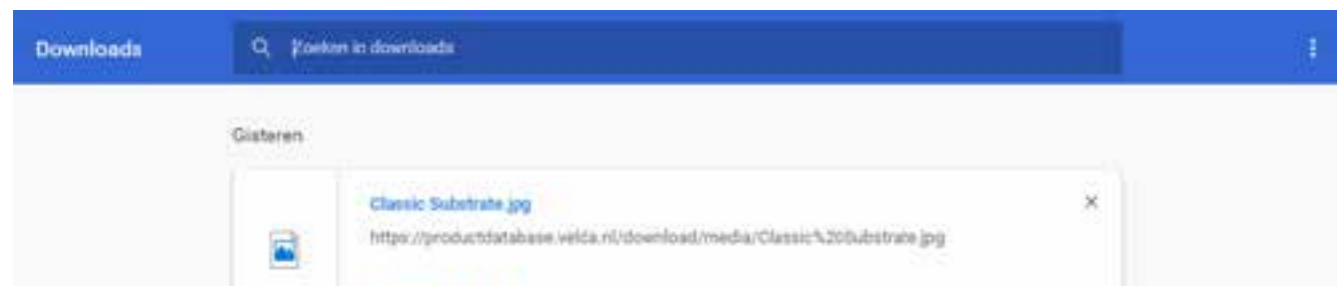 Downloads
Zoeken in downloads
Gisteren
Classic Substrate.jpg
https://productdatabase.velda.nl/download/media/Classic%20Substrate.jpg